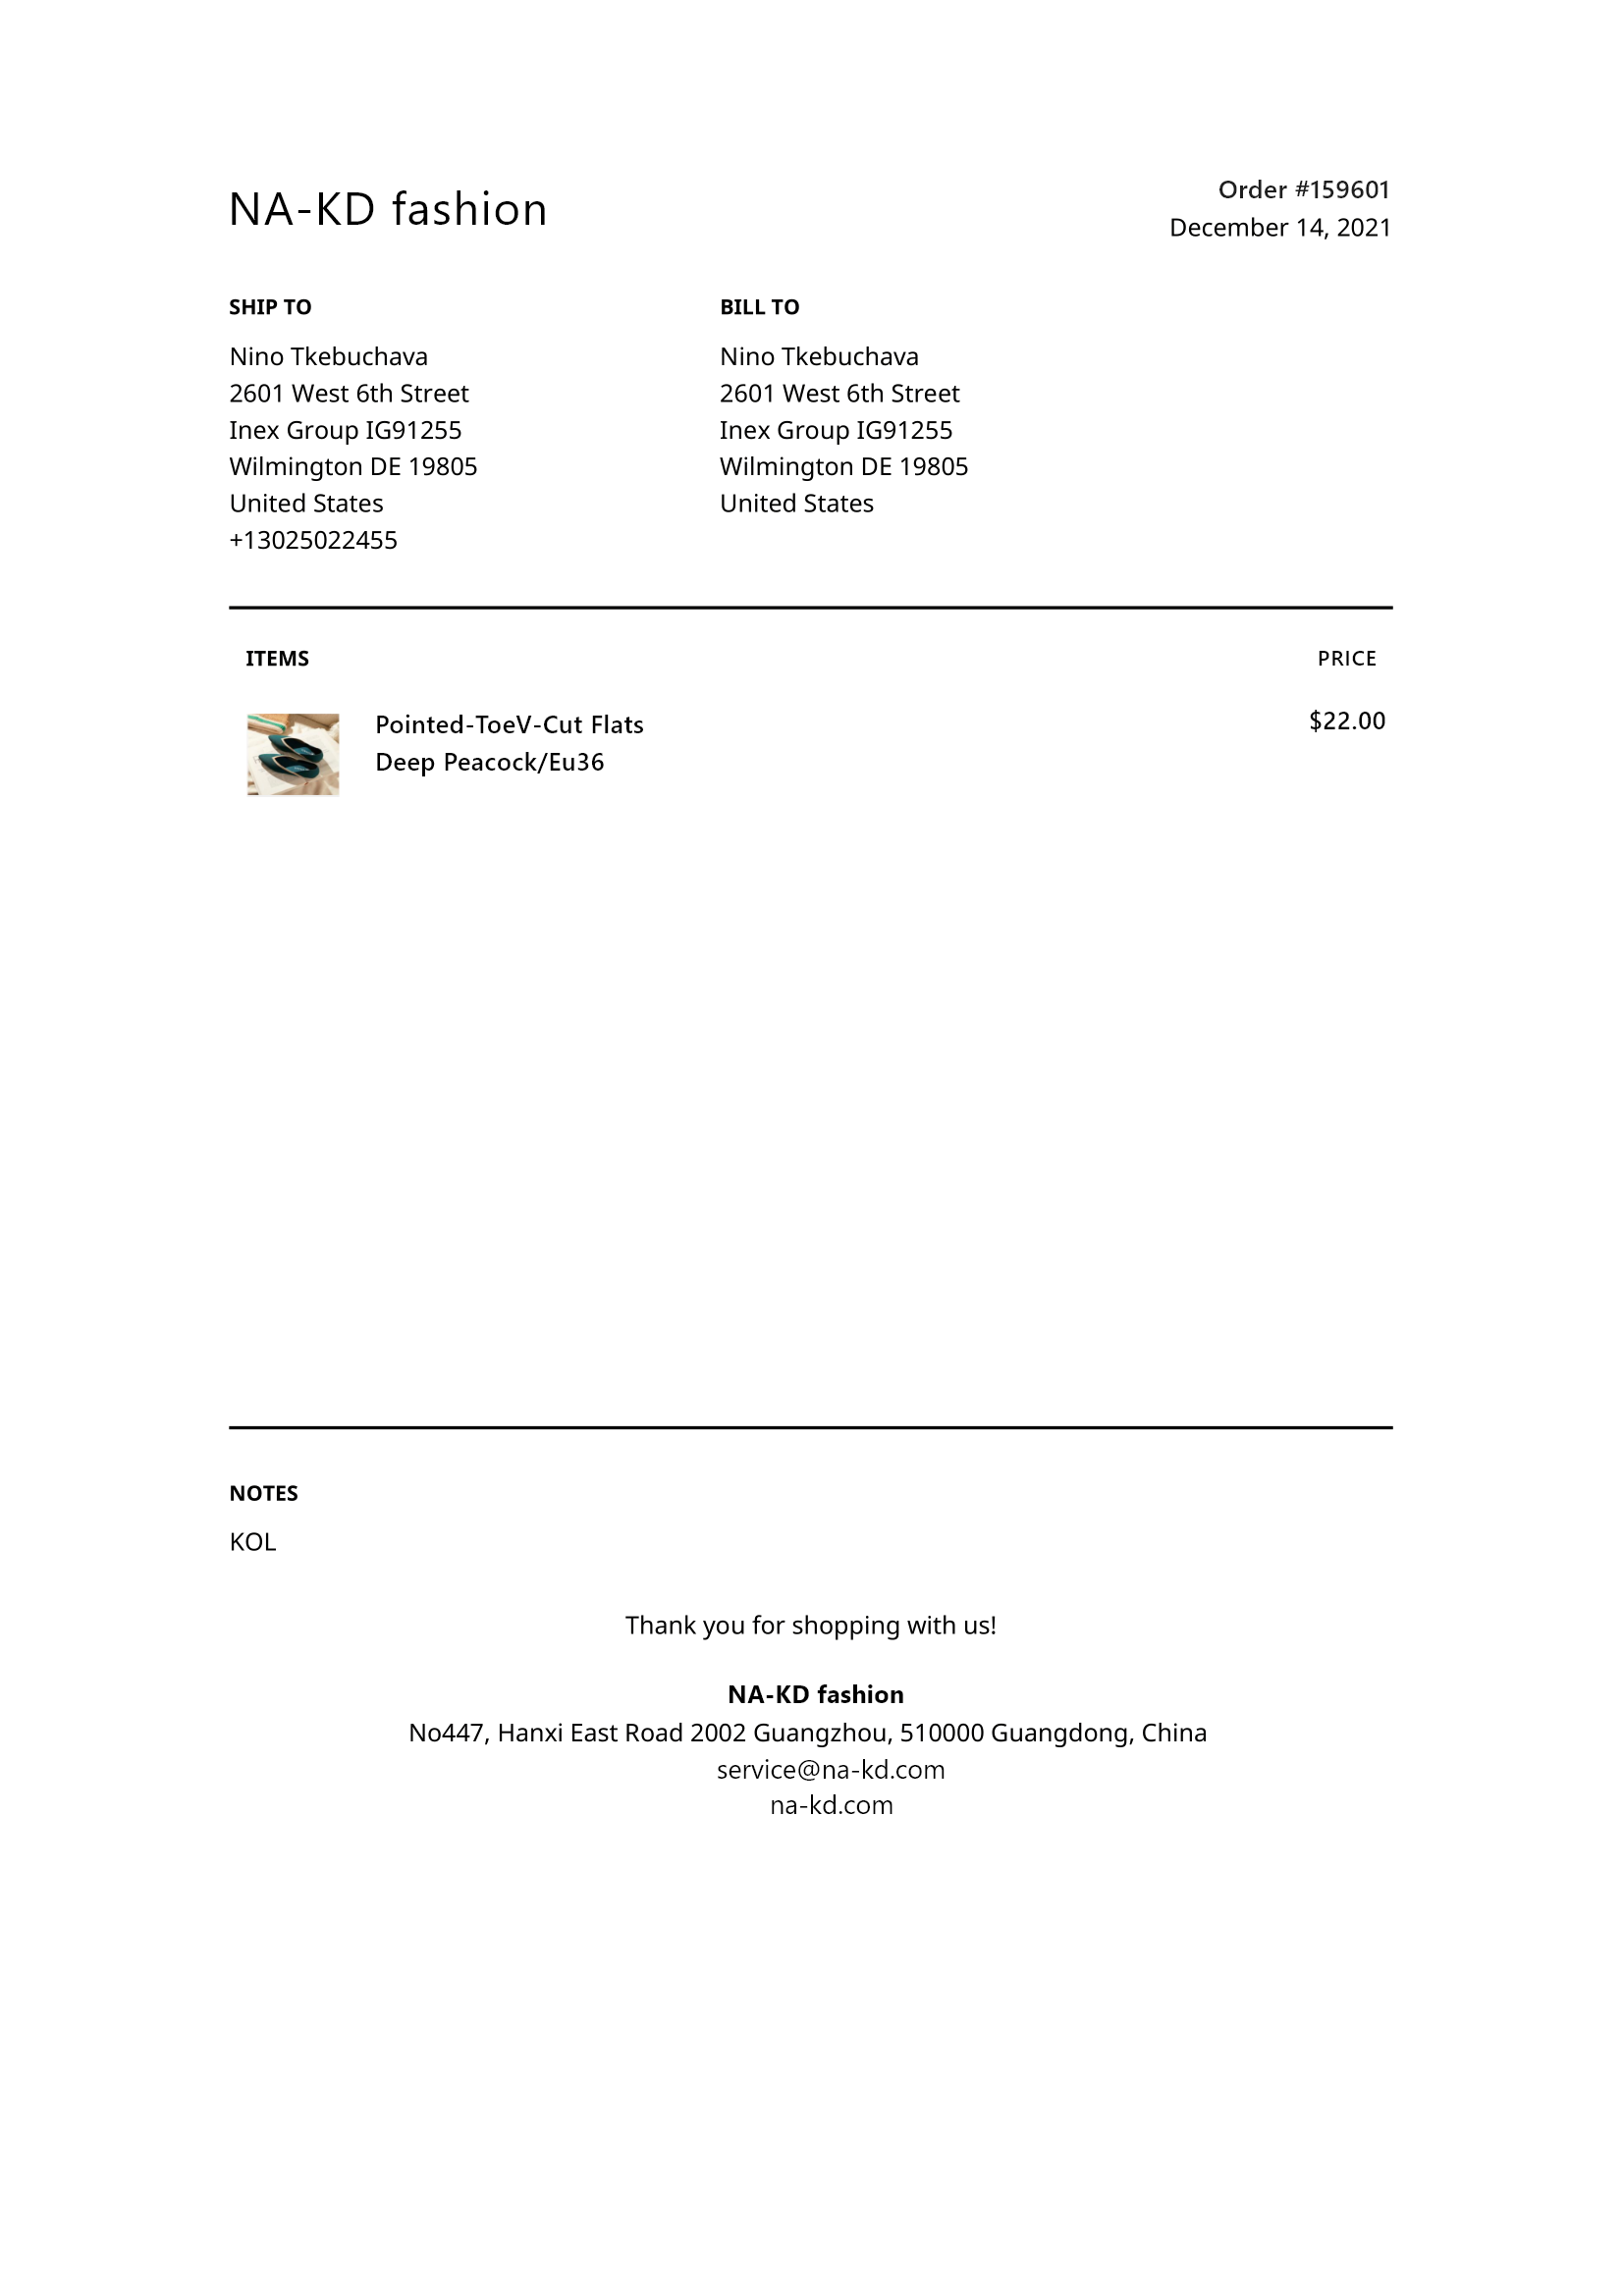 NA-KD fashion
Order #159601
December 14, 2021
SHIP TO
Nino Tkebuchava
2601 West 6th Street
Inex Group IG91255
Wilmington DE 19805
United States
+13025022455
BILL TO
Nino Tkebuchava
2601 West 6th Street
Inex Group IG91255
Wilmington DE 19805
United States
ITEMS
PRICE
Pointed-ToeV-Cut Flats
Deep Peacock/Eu36
$22.00
NOTES
KOL
Thank you for shopping with us!
NA-KD fashion
No447, Hanxi East Road 2002 Guangzhou, 510000 Guangdong, China
service@na-kd.com
na-kd.com